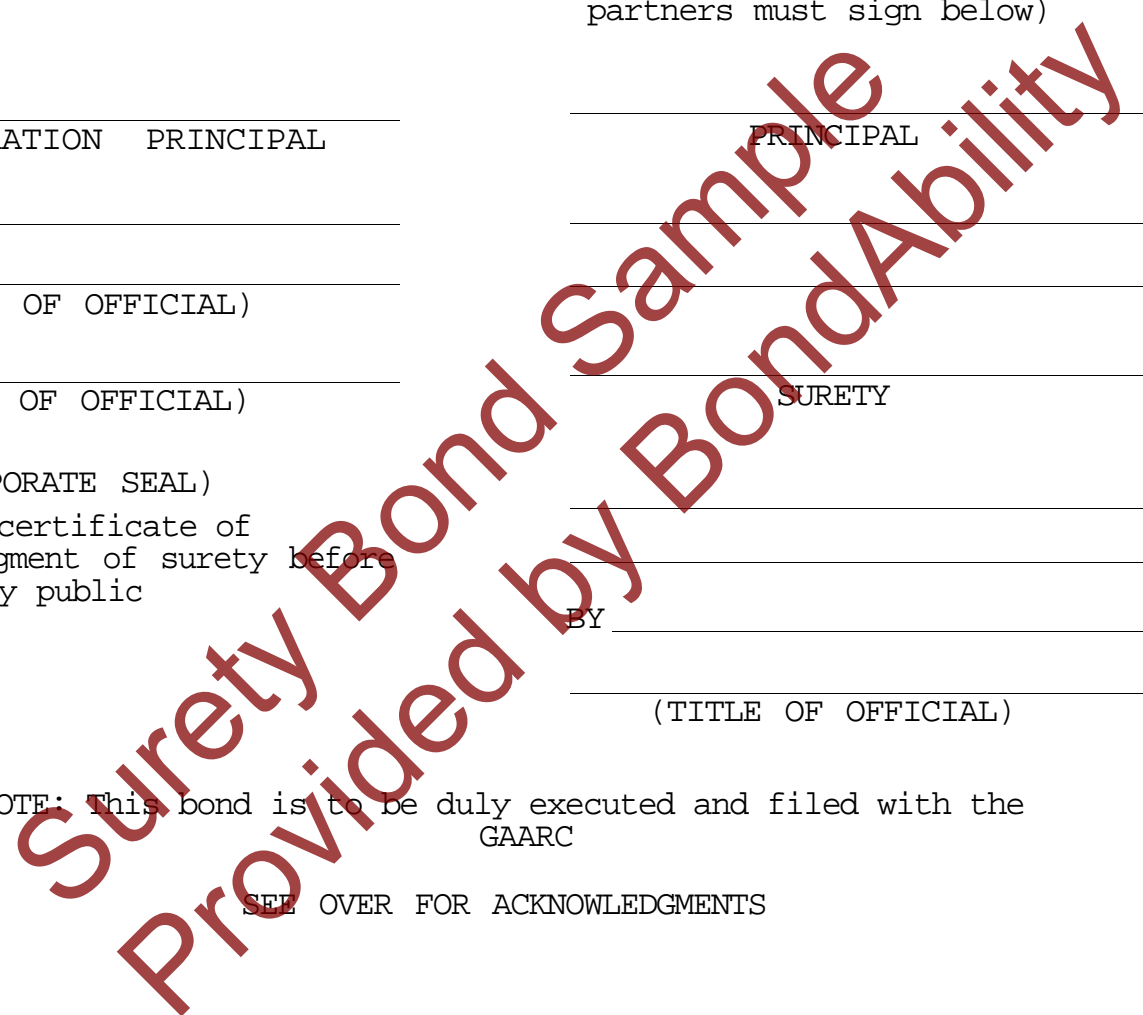 partners must sign below)
ATION PRINCIPAL
PRINCIPAL
OF OFFICIAL)
OF OFFICIAL)
SURETY
PORATE SEAL)
certificate of
gment of surety before
y public
BY
(TITLE OF OFFICIAL)
OTE: This bond is to be duly executed and filed with the
GAARC
SEE OVER FOR ACKNOWLEDGMENTS
Surety Bond Sample
Provided by BondAbility